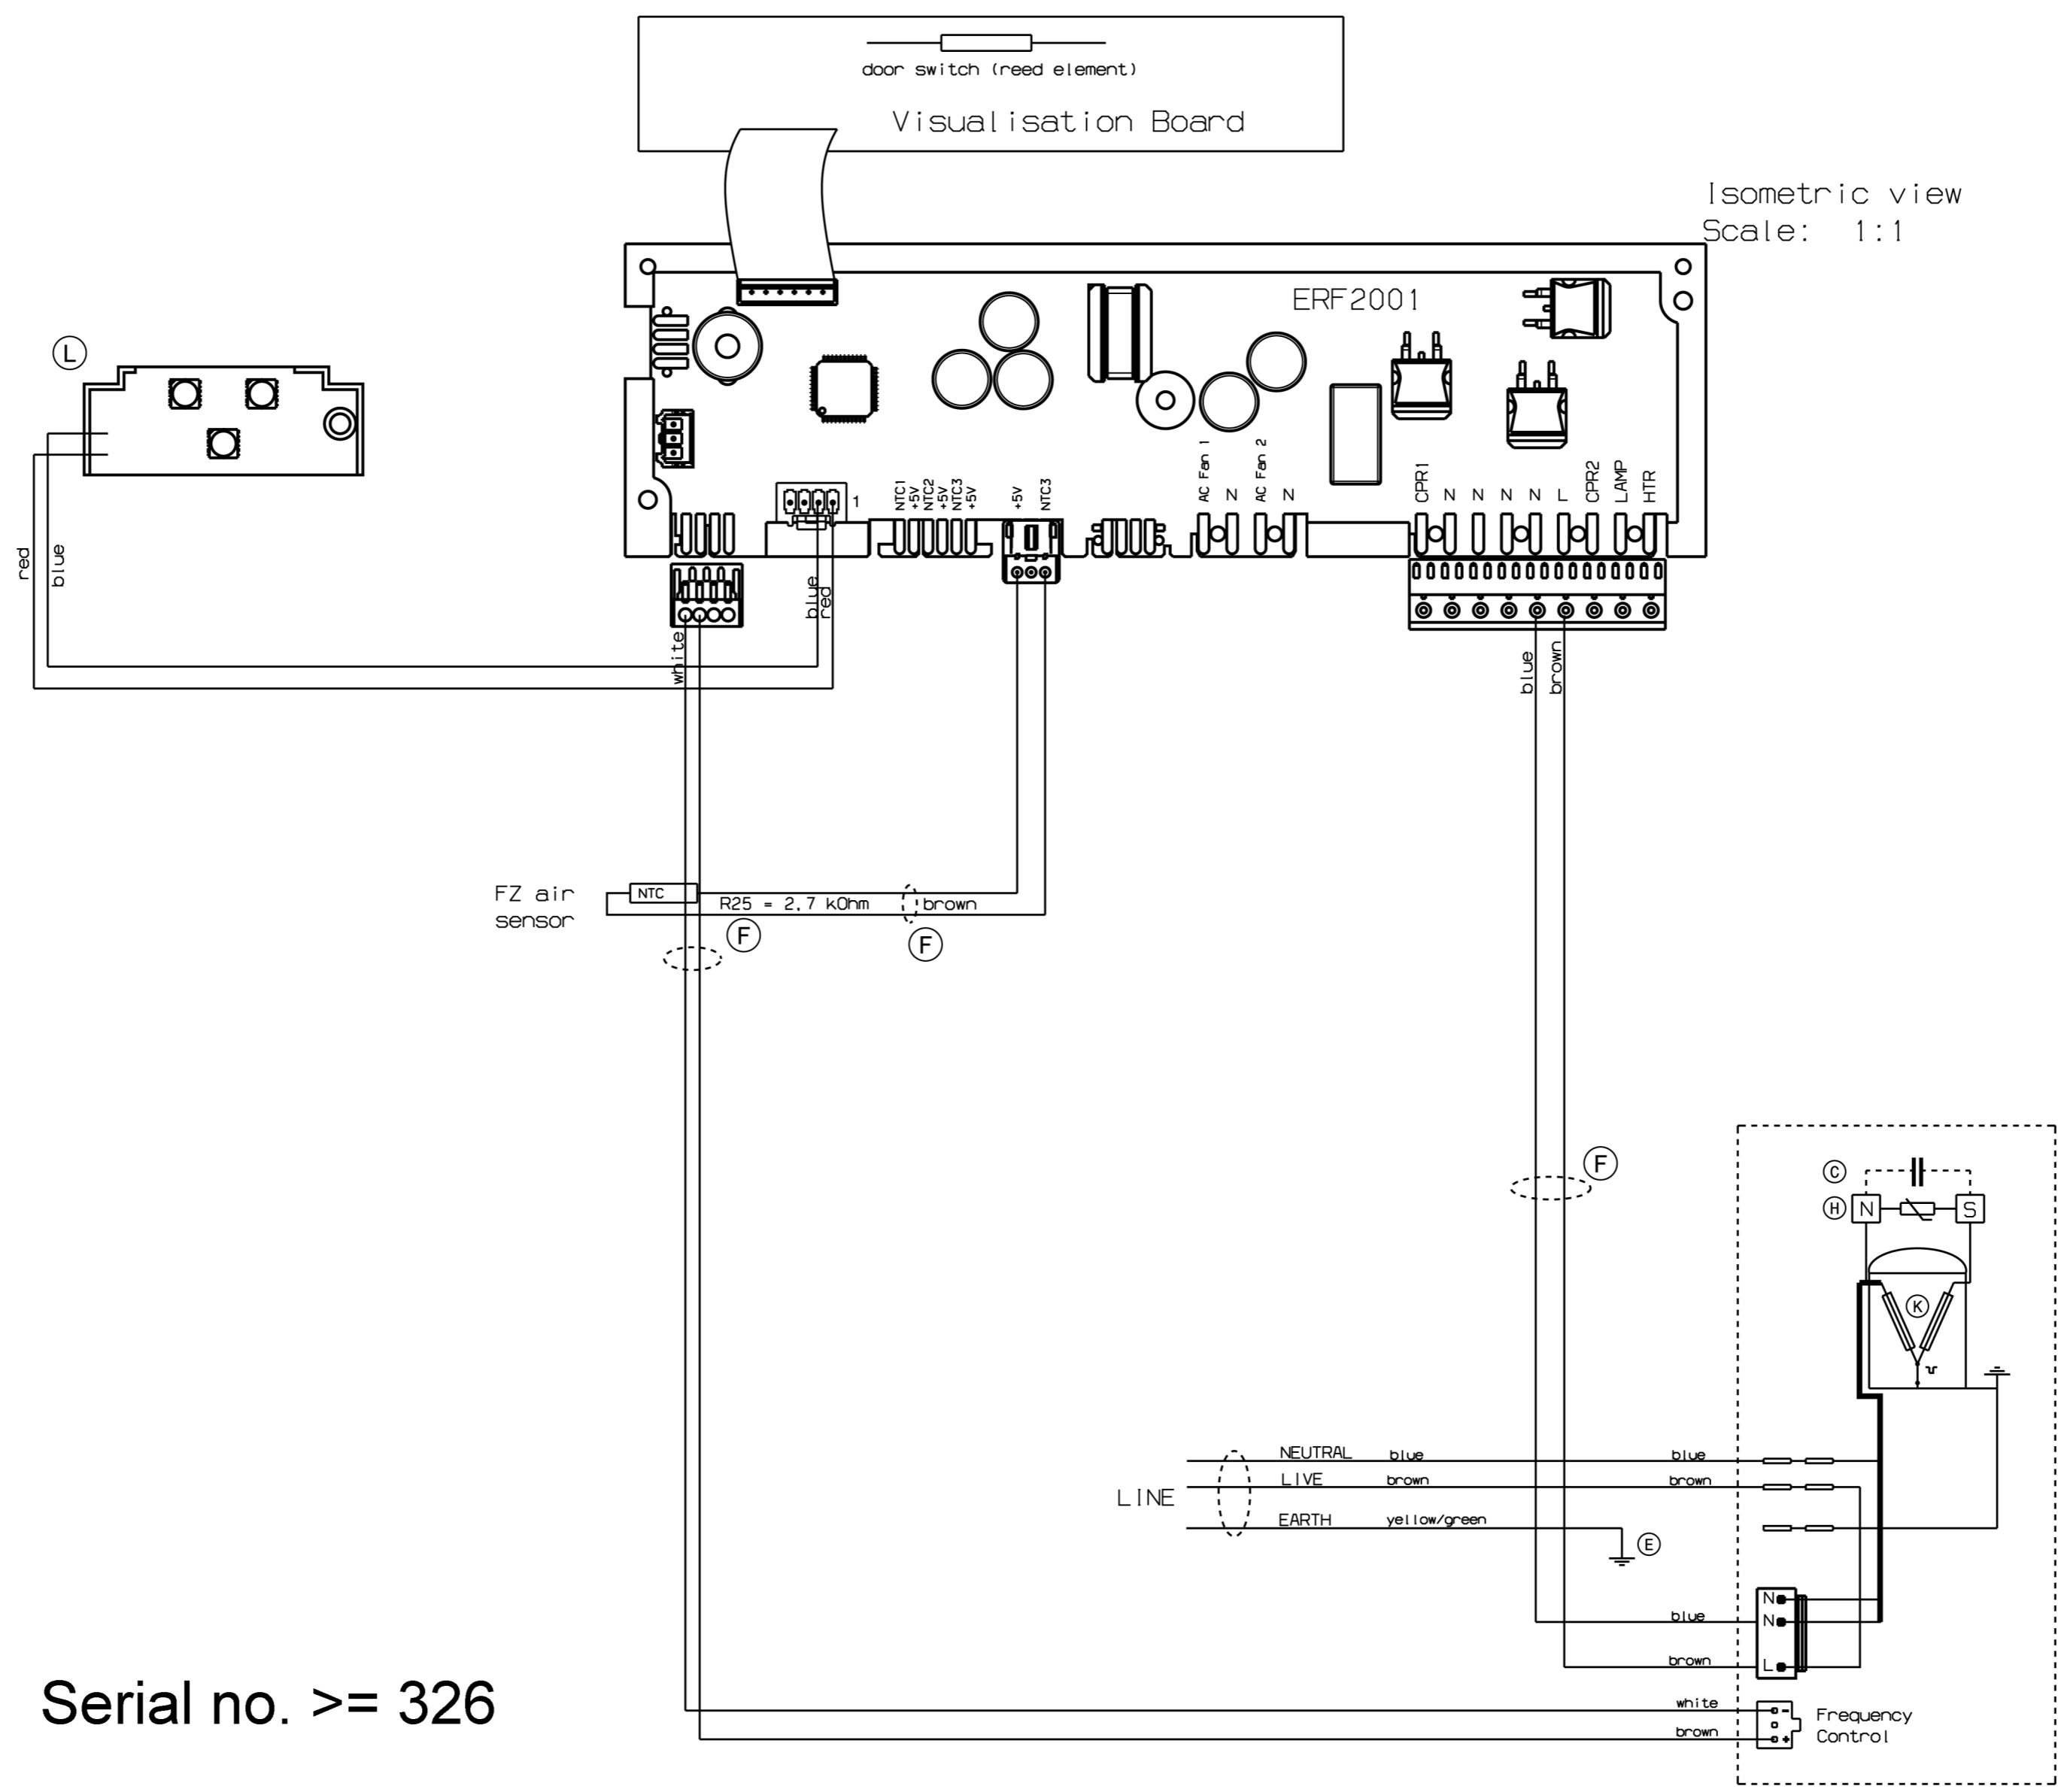 door switch (reed element)
Visualisation Board
Isometric view
Scale: 1:1
ERF2001
L
red
blue
1
NTC1
+5V
NTC2
+5V
NTC3
+5V
+5V
NTC3
AC Fan 1
N
AC Fan 2
N
CPR1
N
N
N
N
L
CPR2
LAMP
HTR
blue
red
white
blue
brown
FZ air
sensor
NTC
R25 = 2,7 kOhm
brown
F
F
F
C
H
N
S
K
LINE
NEUTRAL blue blue
LIVE brown brown
EARTH yellow/green
E
N
blue N
brown L
white -
brown +
Frequency
Control
Serial no. >= 326